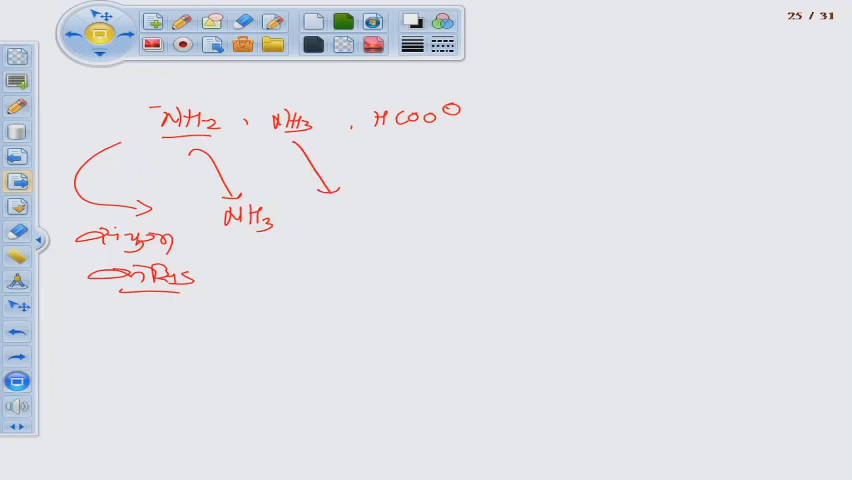 25 / 31
⁻NH2 , NH3 , HCOO⊖
NH3